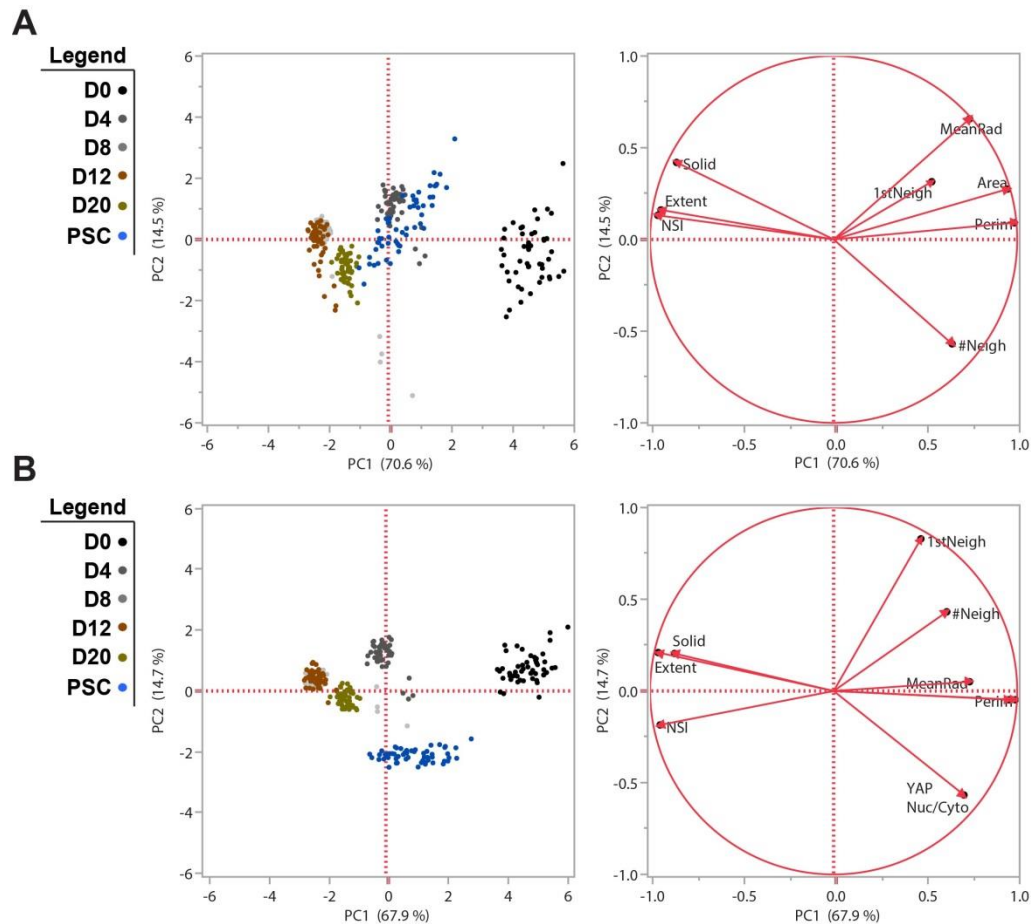 A
Legend
D0
D4
D8
D12
D20
PSC
6
4
2
0
-2
-4
-6
PC2 (14.5 %)
-6
-4
-2
0
2
4
6
PC1 (70.6 %)
1.0
0.5
0.0
-0.5
-1.0
PC2 (14.5 %)
MeanRad
Solid
1stNeigh
Area
Extent
NSI
Perim
#Neigh
-1.0
-0.5
0.0
0.5
1.0
PC1 (70.6 %)
B
Legend
D0
D4
D8
D12
D20
PSC
6
4
2
0
-2
-4
-6
PC2 (14.7 %)
-6
-4
-2
0
2
4
6
PC1 (67.9 %)
1.0
0.5
0.0
-0.5
-1.0
PC2 (14.7 %)
1stNeigh
#Neigh
Solid
Extent
MeanRad
Perim
NSI
YAP
Nuc/Cyto
-1.0
-0.5
0.0
0.5
1.0
PC1 (67.9 %)